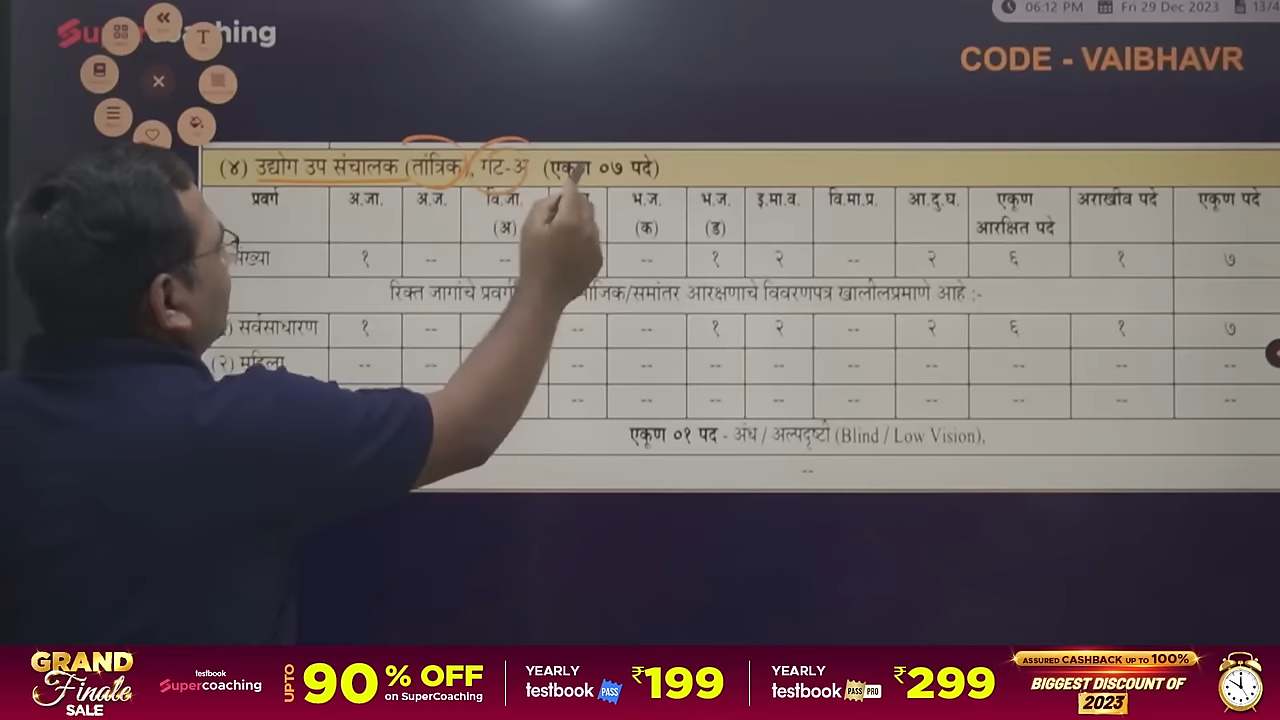 06:12 PM Fri 29 Dec 2023 13/4
CODE - VAIBHAVR
(४) उद्योग उप संचालक (तांत्रिक), गट-अ (एकूण ०७ पदे)
प्रवर्ग अ.जा. अ.ज. वि.जा. (अ) भ.ज. (क) भ.ज. (ड) इ.मा.व. वि.मा.प्र. आ.दु.घ. एकूण आरक्षित पदे अराखीव पदे एकूण पदे
१ -- -- -- १ २ -- २ ६ १ ७
रिक्त जागांचे आरक्षणाचे विवरणपत्र खालीलप्रमाणे आहे :-
सर्वसाधारण १ -- -- -- १ २ -- २ ६ १ ७
(२) महिला -- -- -- -- -- -- -- -- -- -- --
-- -- -- -- -- -- -- -- --
एकूण ०१ पद - अंध / अल्पदृष्टी (Blind / Low Vision),
--
GRAND Finale SALE
testbook Supercoaching
UPTO 90% OFF on SuperCoaching
YEARLY testbook PASS ₹199
YEARLY testbook PASS PRO ₹299
ASSURED CASHBACK UP TO 100%
BIGGEST DISCOUNT OF 2023